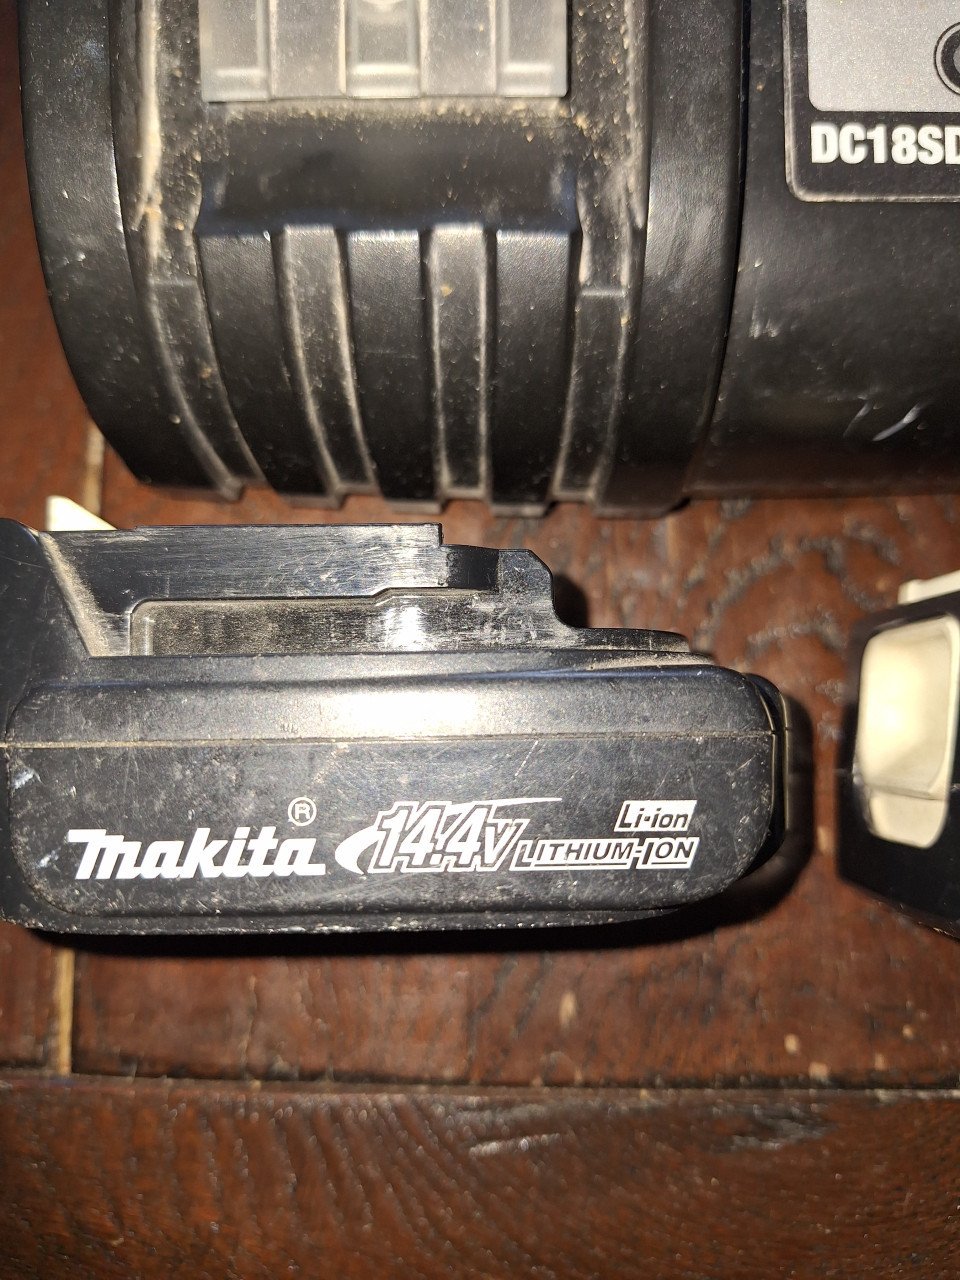 DC18SD
Makita® 14.4V Li-ion
LITHIUM-ION